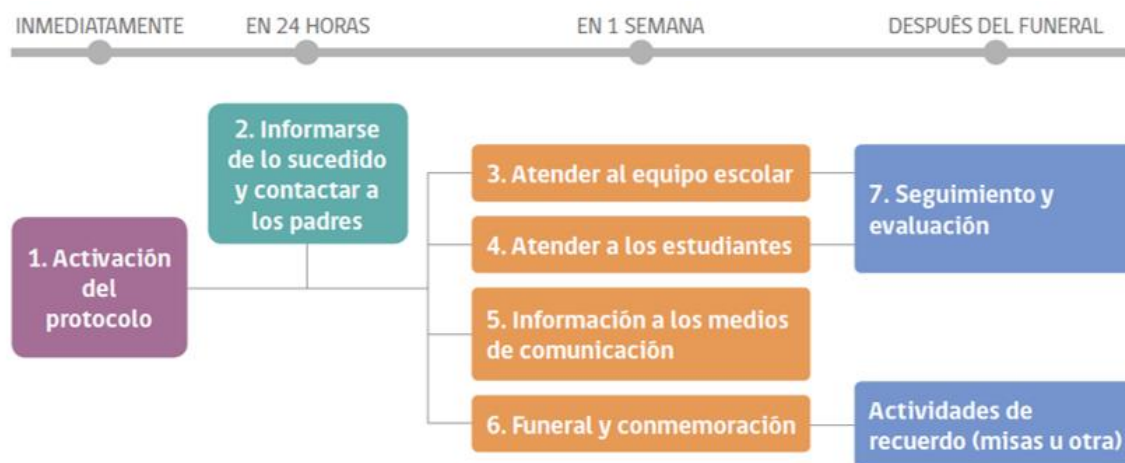 INMEDIATAMENTE
EN 24 HORAS
EN 1 SEMANA
DESPUÉS DEL FUNERAL
1. Activación
del
protocolo
2. Informarse
de lo sucedido
y contactar a
los padres
3. Atender al equipo escolar
4. Atender a los estudiantes
5. Información a los medios
de comunicación
6. Funeral y conmemoración
7. Seguimiento y
evaluación
Actividades de
recuerdo (misas u otra)